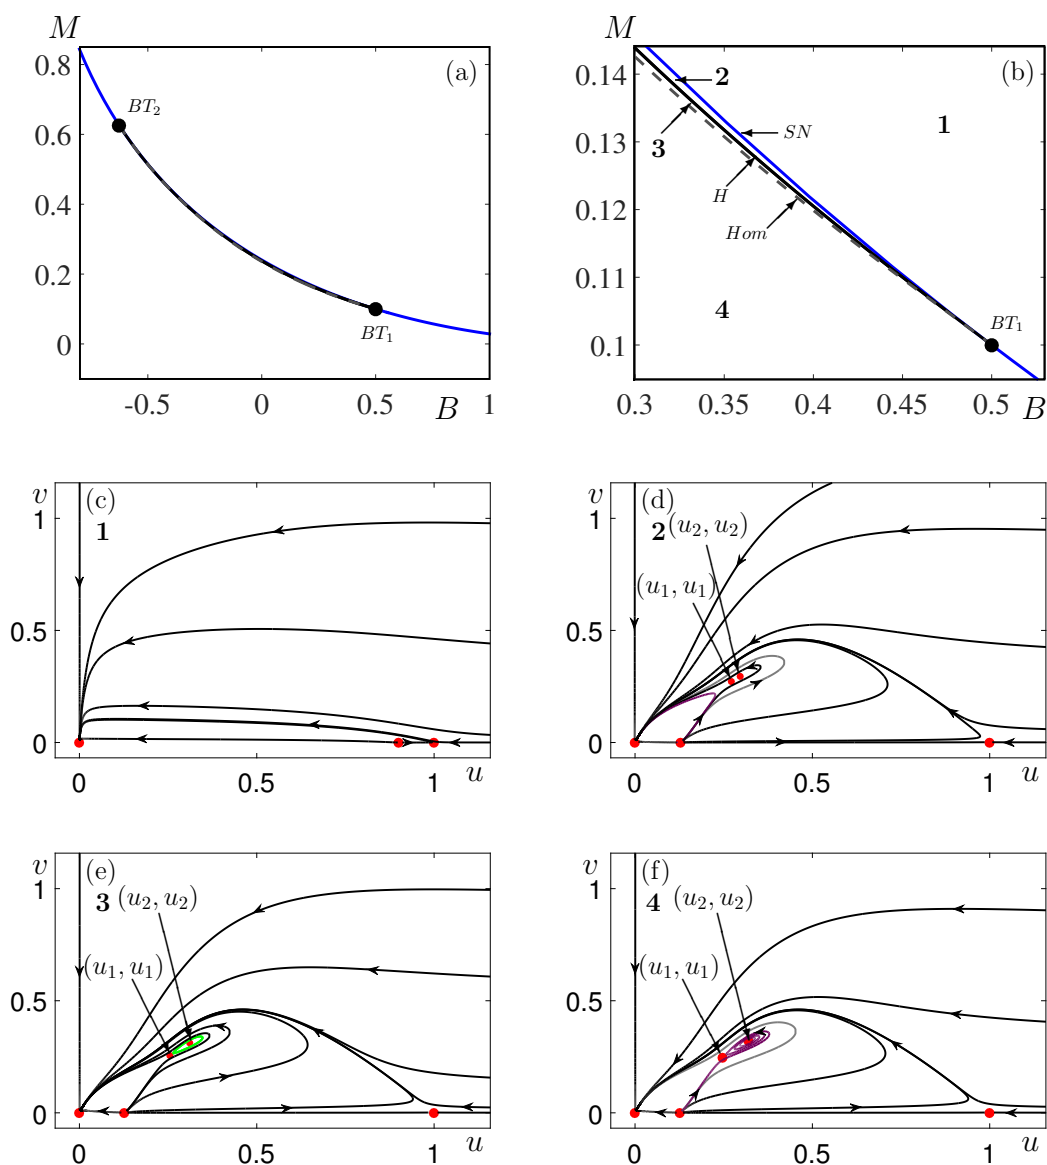 M
(a)
0.8
BT₂
0.6
0.4
0.2
BT₁
0
-0.5
0
0.5
B
1
M
(b)
0.14
2
1
SN
0.13
3
H
0.12
Hom
0.11
4
BT₁
0.1
0.3
0.35
0.4
0.45
0.5
B
v
(c)
1
1
0.5
0
0
0.5
1
u
v
(d)
1
2
(u₂, u₂)
(u₁, u₁)
0.5
0
0
0.5
1
u
v
(e)
1
3
(u₂, u₂)
(u₁, u₁)
0.5
0
0
0.5
1
u
v
(f)
1
4
(u₂, u₂)
(u₁, u₁)
0.5
0
0
0.5
1
u